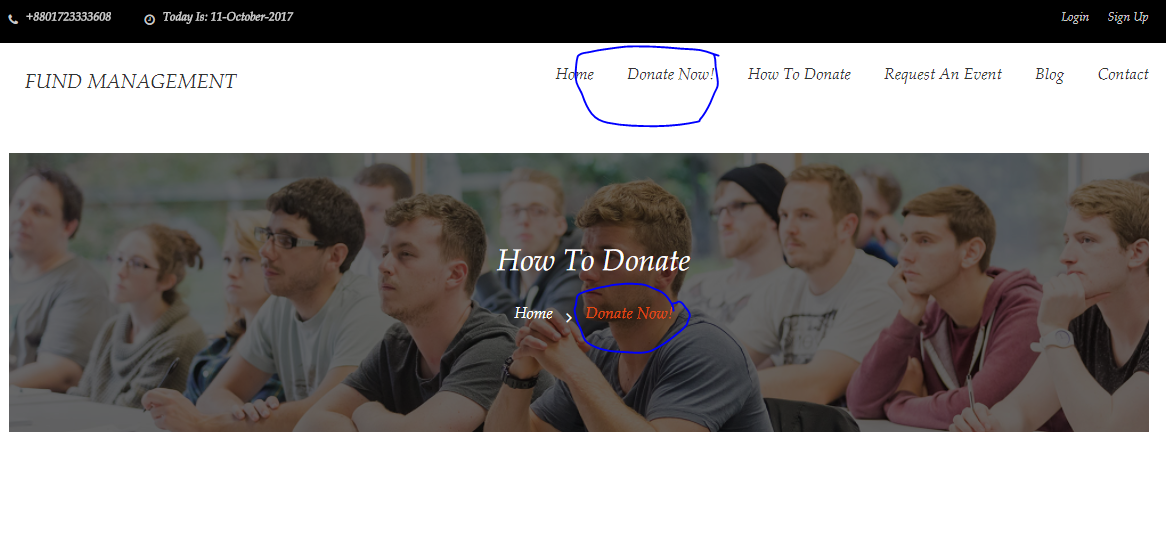 +8801723333608 Today Is: 11-October-2017 Login Sign Up
FUND MANAGEMENT Home Donate Now! How To Donate Request An Event Blog Contact
How To Donate
Home > Donate Now!